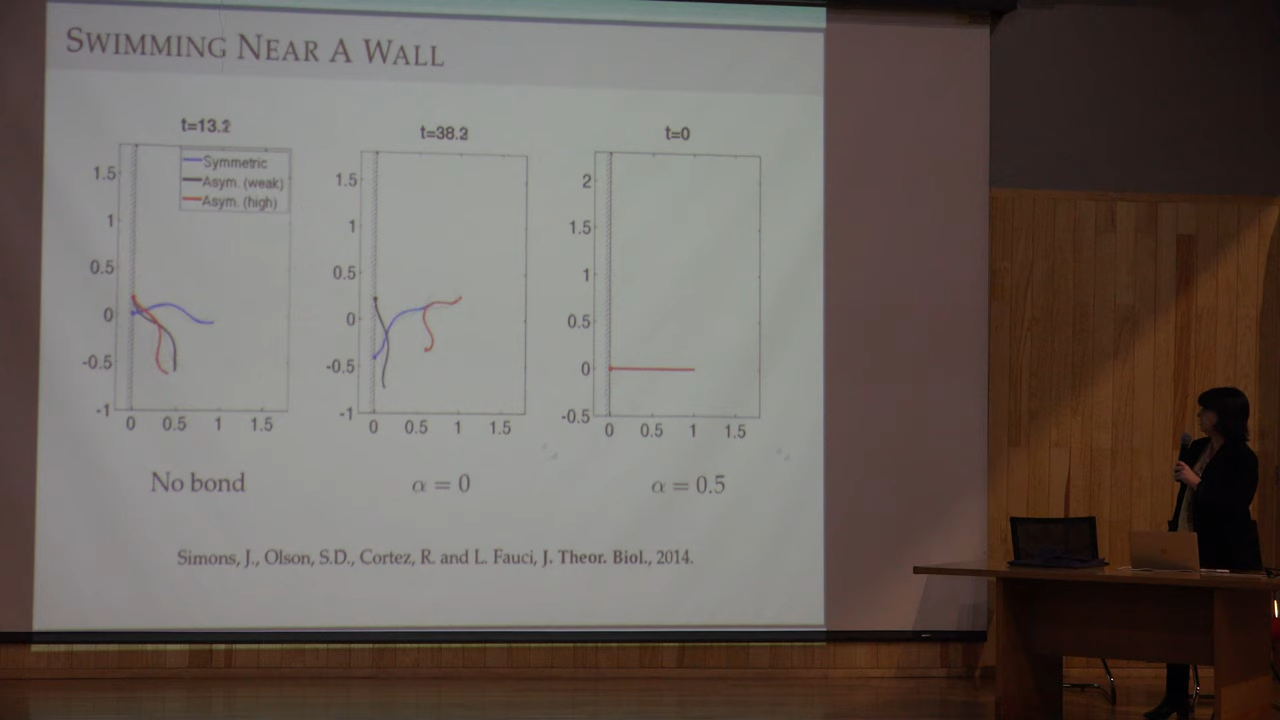 SWIMMING NEAR A WALL
t=13.2
1.5
1
0.5
0
-0.5
-1
0 0.5 1 1.5
Symmetric
Asym. (weak)
Asym. (high)
No bond
t=38.2
1.5
1
0.5
0
-0.5
-1
0 0.5 1 1.5
α = 0
t=0
2
1.5
1
0.5
0
-0.5
0 0.5 1 1.5
α = 0.5
Simons, J., Olson, S.D., Cortez, R. and L. Fauci, J. Theor. Biol., 2014.